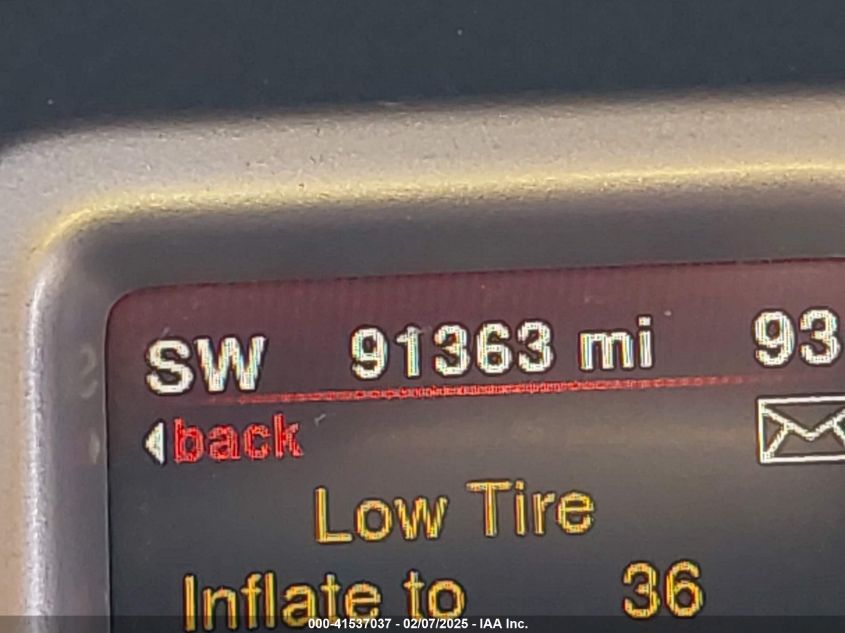 SW 91363 mi 93
back
Low Tire
Inflate to 36
000-41537037 - 02/07/2025 - IAA Inc.